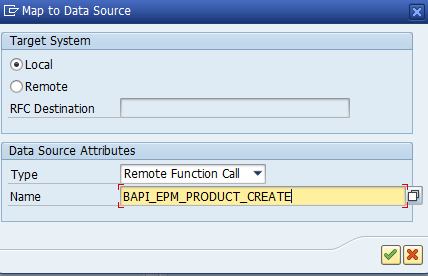 Map to Data Source
Target System
Local
Remote
RFC Destination
Data Source Attributes
Type Remote Function Call
Name BAPI_EPM_PRODUCT_CREATE